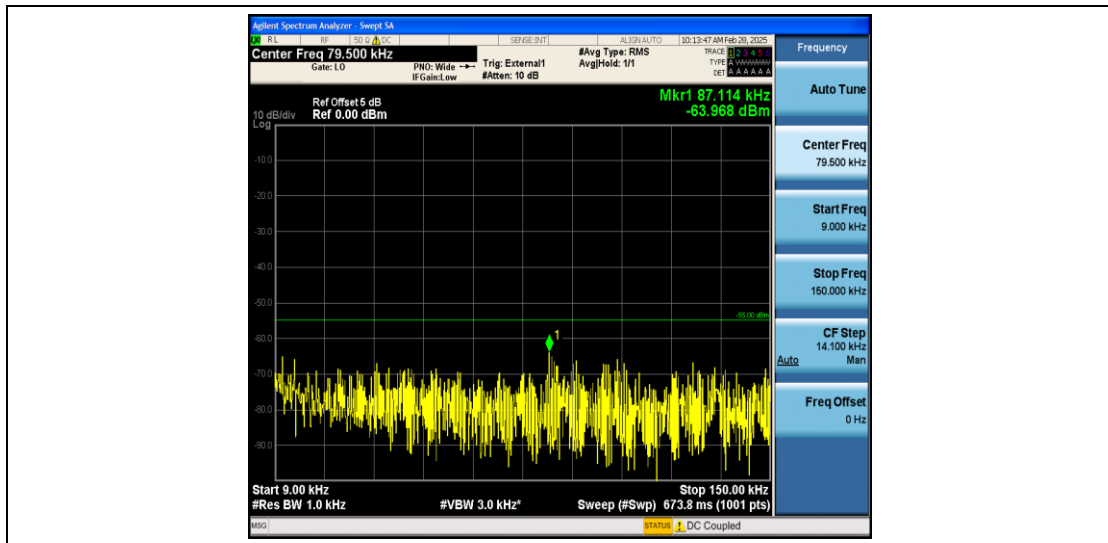 Agilent Spectrum Analyzer - Swept SA
RL RF 50 Ω DC SENSE:INT ALIGN AUTO 10:13:47 AM Feb 28, 2025
Center Freq 79.500 kHz
Gate: LO
PNO: Wide
IFGain:Low
Trig: External1
#Atten: 10 dB
#Avg Type: RMS
Avg|Hold: 1/1
TRACE 1 2 3 4 5 6
TYPE A
DET A A A A A A
Mkr1 87.114 kHz
-63.968 dBm
Ref Offset 5 dB
10 dB/div Ref 0.00 dBm
Log
-10.0
-20.0
-30.0
-40.0
-50.0
-55.00 dBm
-60.0
1
-70.0
-80.0
-90.0
Start 9.00 kHz Stop 150.00 kHz
#Res BW 1.0 kHz #VBW 3.0 kHz* Sweep (#Swp) 673.8 ms (1001 pts)
MSG STATUS DC Coupled
Frequency
Auto Tune
Center Freq
79.500 kHz
Start Freq
9.000 kHz
Stop Freq
150.000 kHz
CF Step
14.100 kHz
Auto Man
Freq Offset
0 Hz